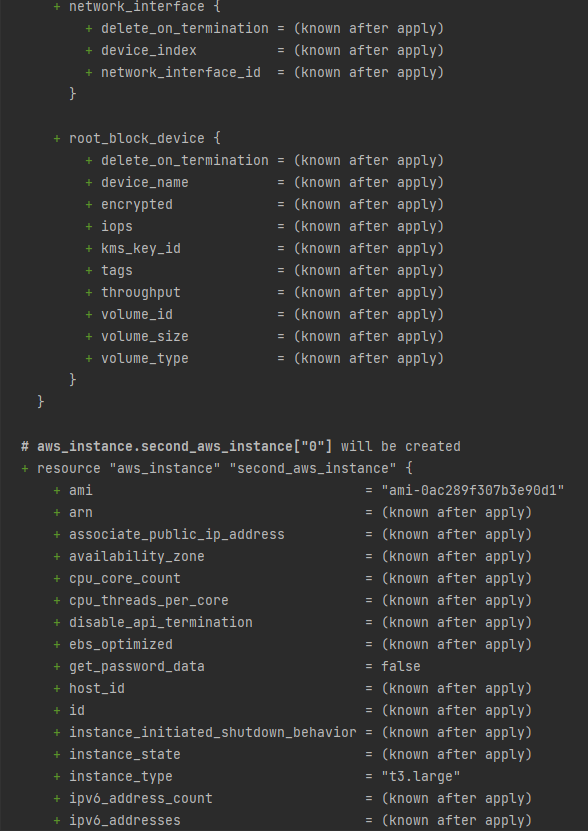 + network_interface {
+ delete_on_termination = (known after apply)
+ device_index          = (known after apply)
+ network_interface_id  = (known after apply)
}
+ root_block_device {
+ delete_on_termination = (known after apply)
+ device_name           = (known after apply)
+ encrypted             = (known after apply)
+ iops                  = (known after apply)
+ kms_key_id            = (known after apply)
+ tags                  = (known after apply)
+ throughput            = (known after apply)
+ volume_id             = (known after apply)
+ volume_size           = (known after apply)
+ volume_type           = (known after apply)
}
}
# aws_instance.second_aws_instance["0"] will be created
+ resource "aws_instance" "second_aws_instance" {
+ ami                                  = "ami-0ac289f307b3e90d1"
+ arn                                  = (known after apply)
+ associate_public_ip_address          = (known after apply)
+ availability_zone                    = (known after apply)
+ cpu_core_count                       = (known after apply)
+ cpu_threads_per_core                 = (known after apply)
+ disable_api_termination              = (known after apply)
+ ebs_optimized                        = (known after apply)
+ get_password_data                    = false
+ host_id                              = (known after apply)
+ id                                   = (known after apply)
+ instance_initiated_shutdown_behavior = (known after apply)
+ instance_state                       = (known after apply)
+ instance_type                        = "t3.large"
+ ipv6_address_count                   = (known after apply)
+ ipv6_addresses                       = (known after apply)